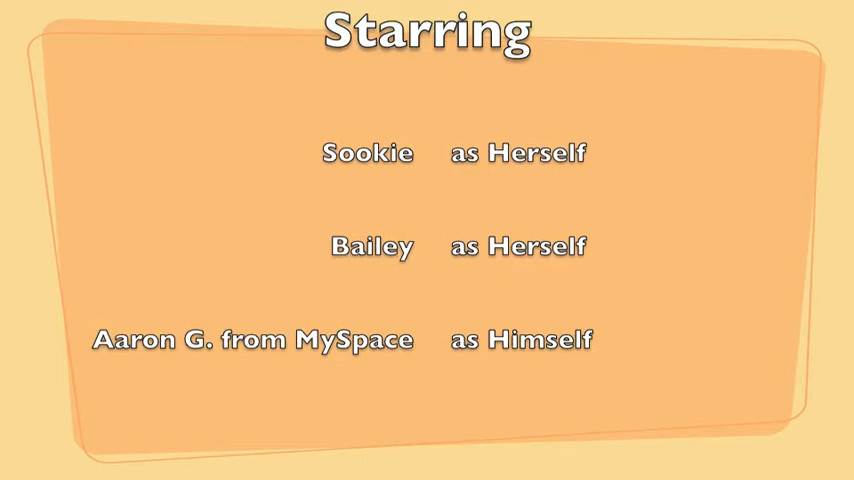 Starring
Sookie as Herself
Bailey as Herself
Aaron G. from MySpace as Himself